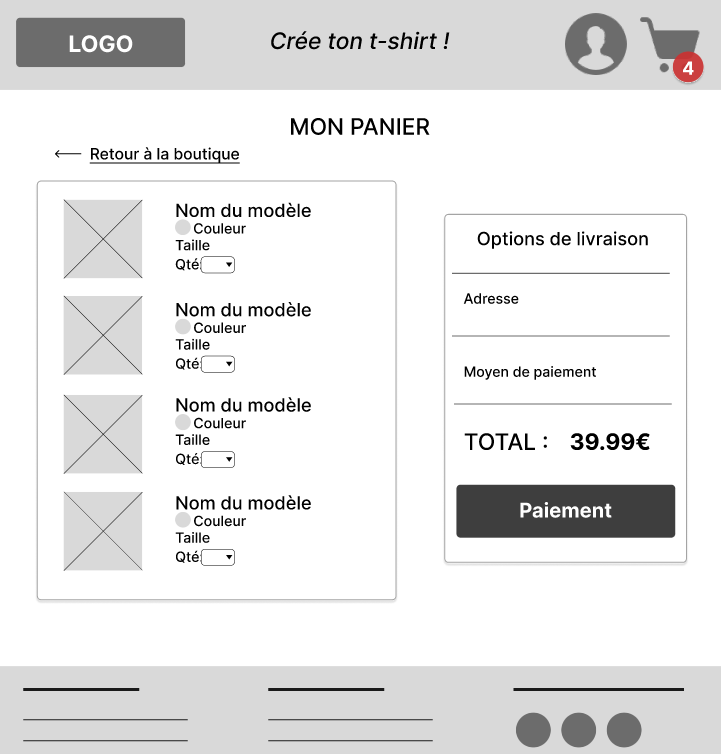 LOGO
Crée ton t-shirt !
4
MON PANIER
Retour à la boutique
Nom du modèle
Couleur
Taille
Qté:
Nom du modèle
Couleur
Taille
Qté:
Nom du modèle
Couleur
Taille
Qté:
Nom du modèle
Couleur
Taille
Qté:
Options de livraison
Adresse
Moyen de paiement
TOTAL : 39.99€
Paiement